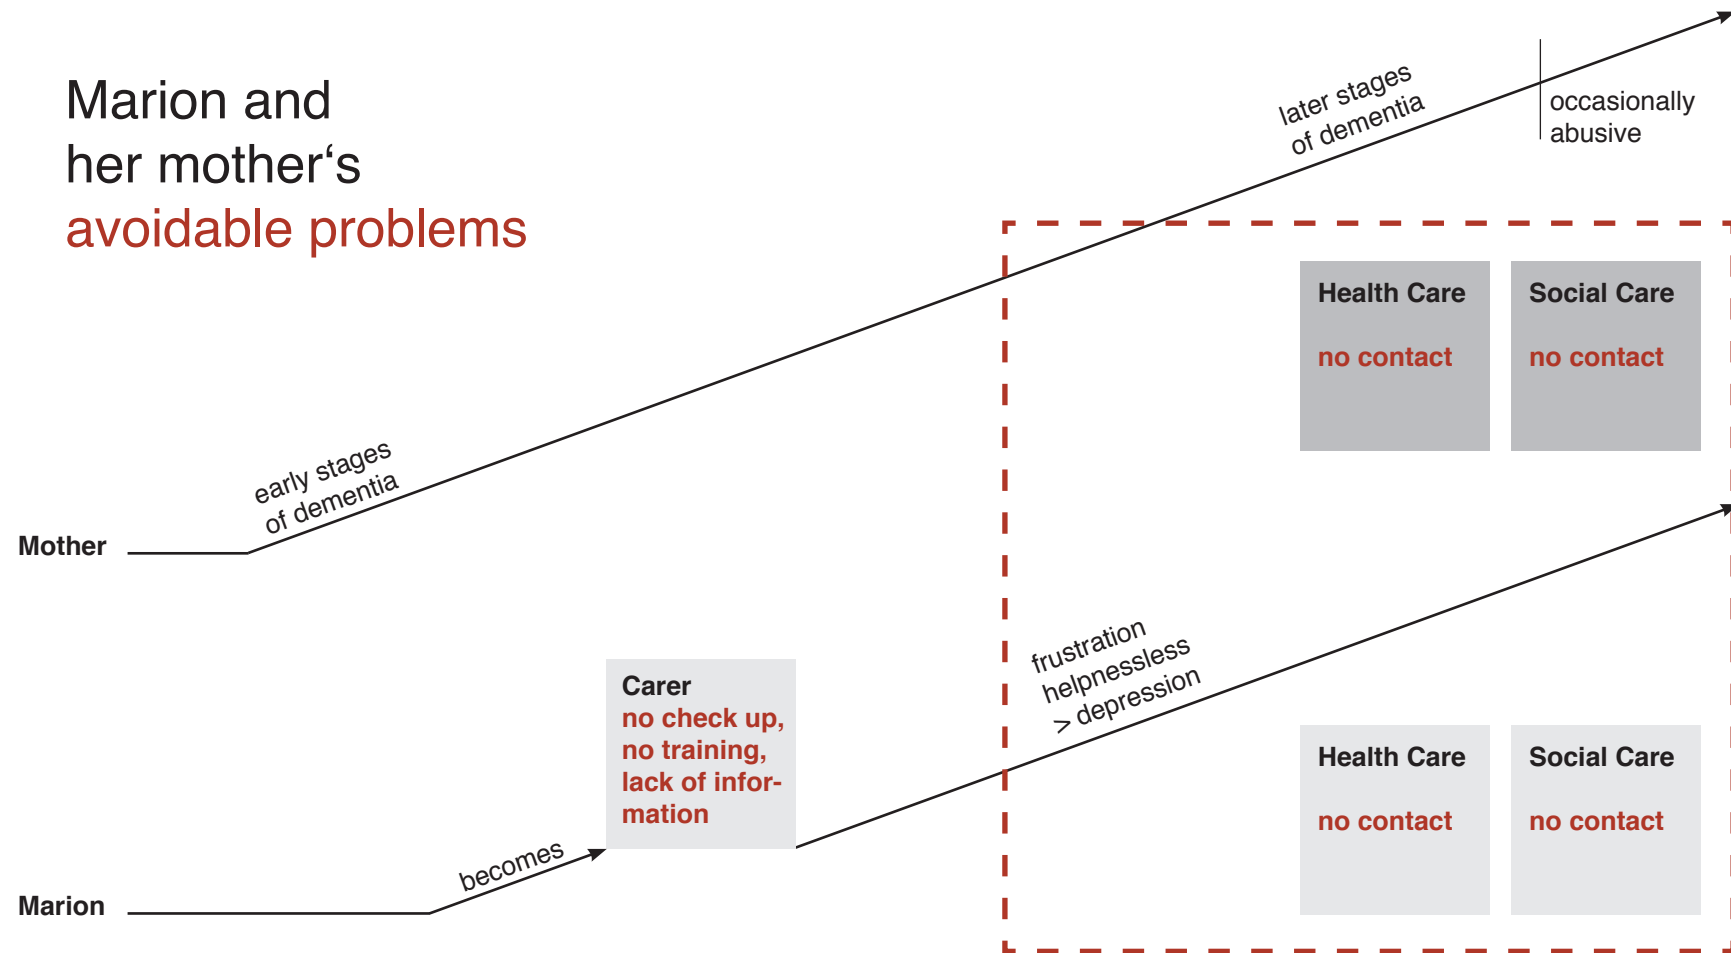 Marion and
her mother‘s
avoidable problems
later stages
of dementia
occasionally
abusive
Health Care
no contact
Social Care
no contact
early stages
of dementia
Mother
frustration
helpnessless
> depression
Carer
no check up,
no training,
lack of infor-
mation
Health Care
no contact
Social Care
no contact
becomes
Marion